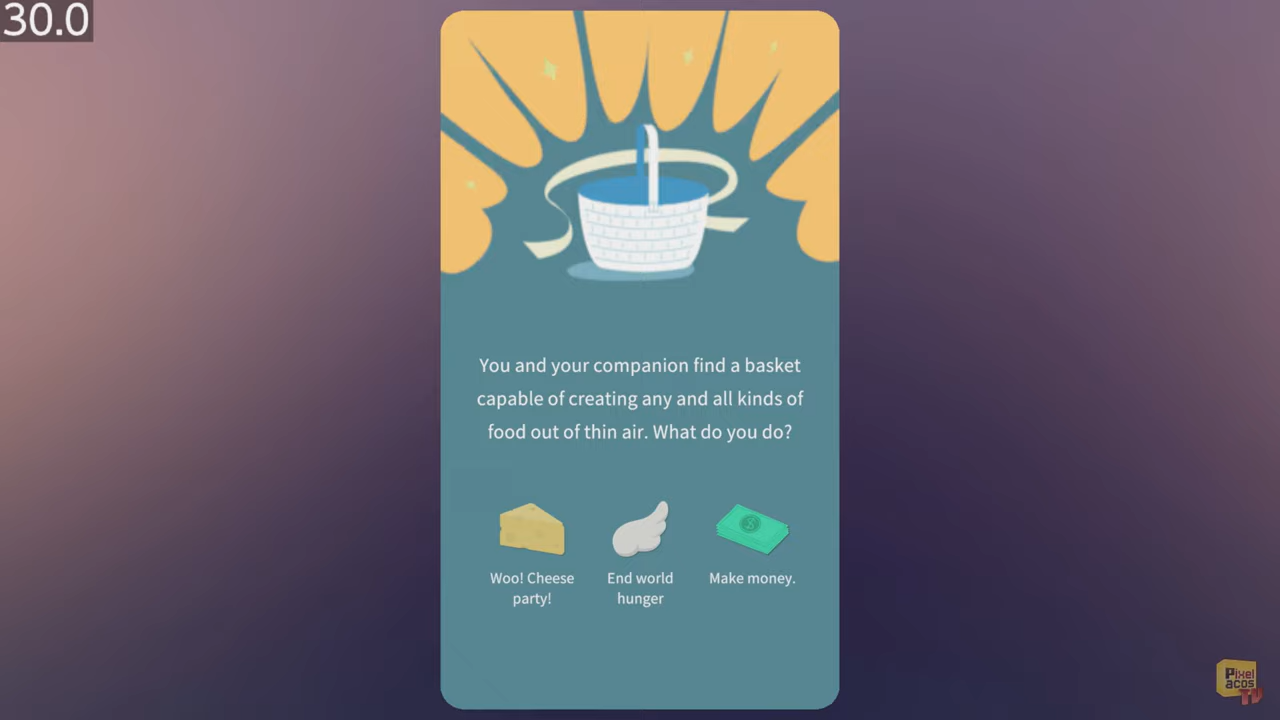 30.0
You and your companion find a basket
capable of creating any and all kinds of
food out of thin air. What do you do?
Woo! Cheese
party!
End world
hunger
Make money.
Pixel
acos
TV